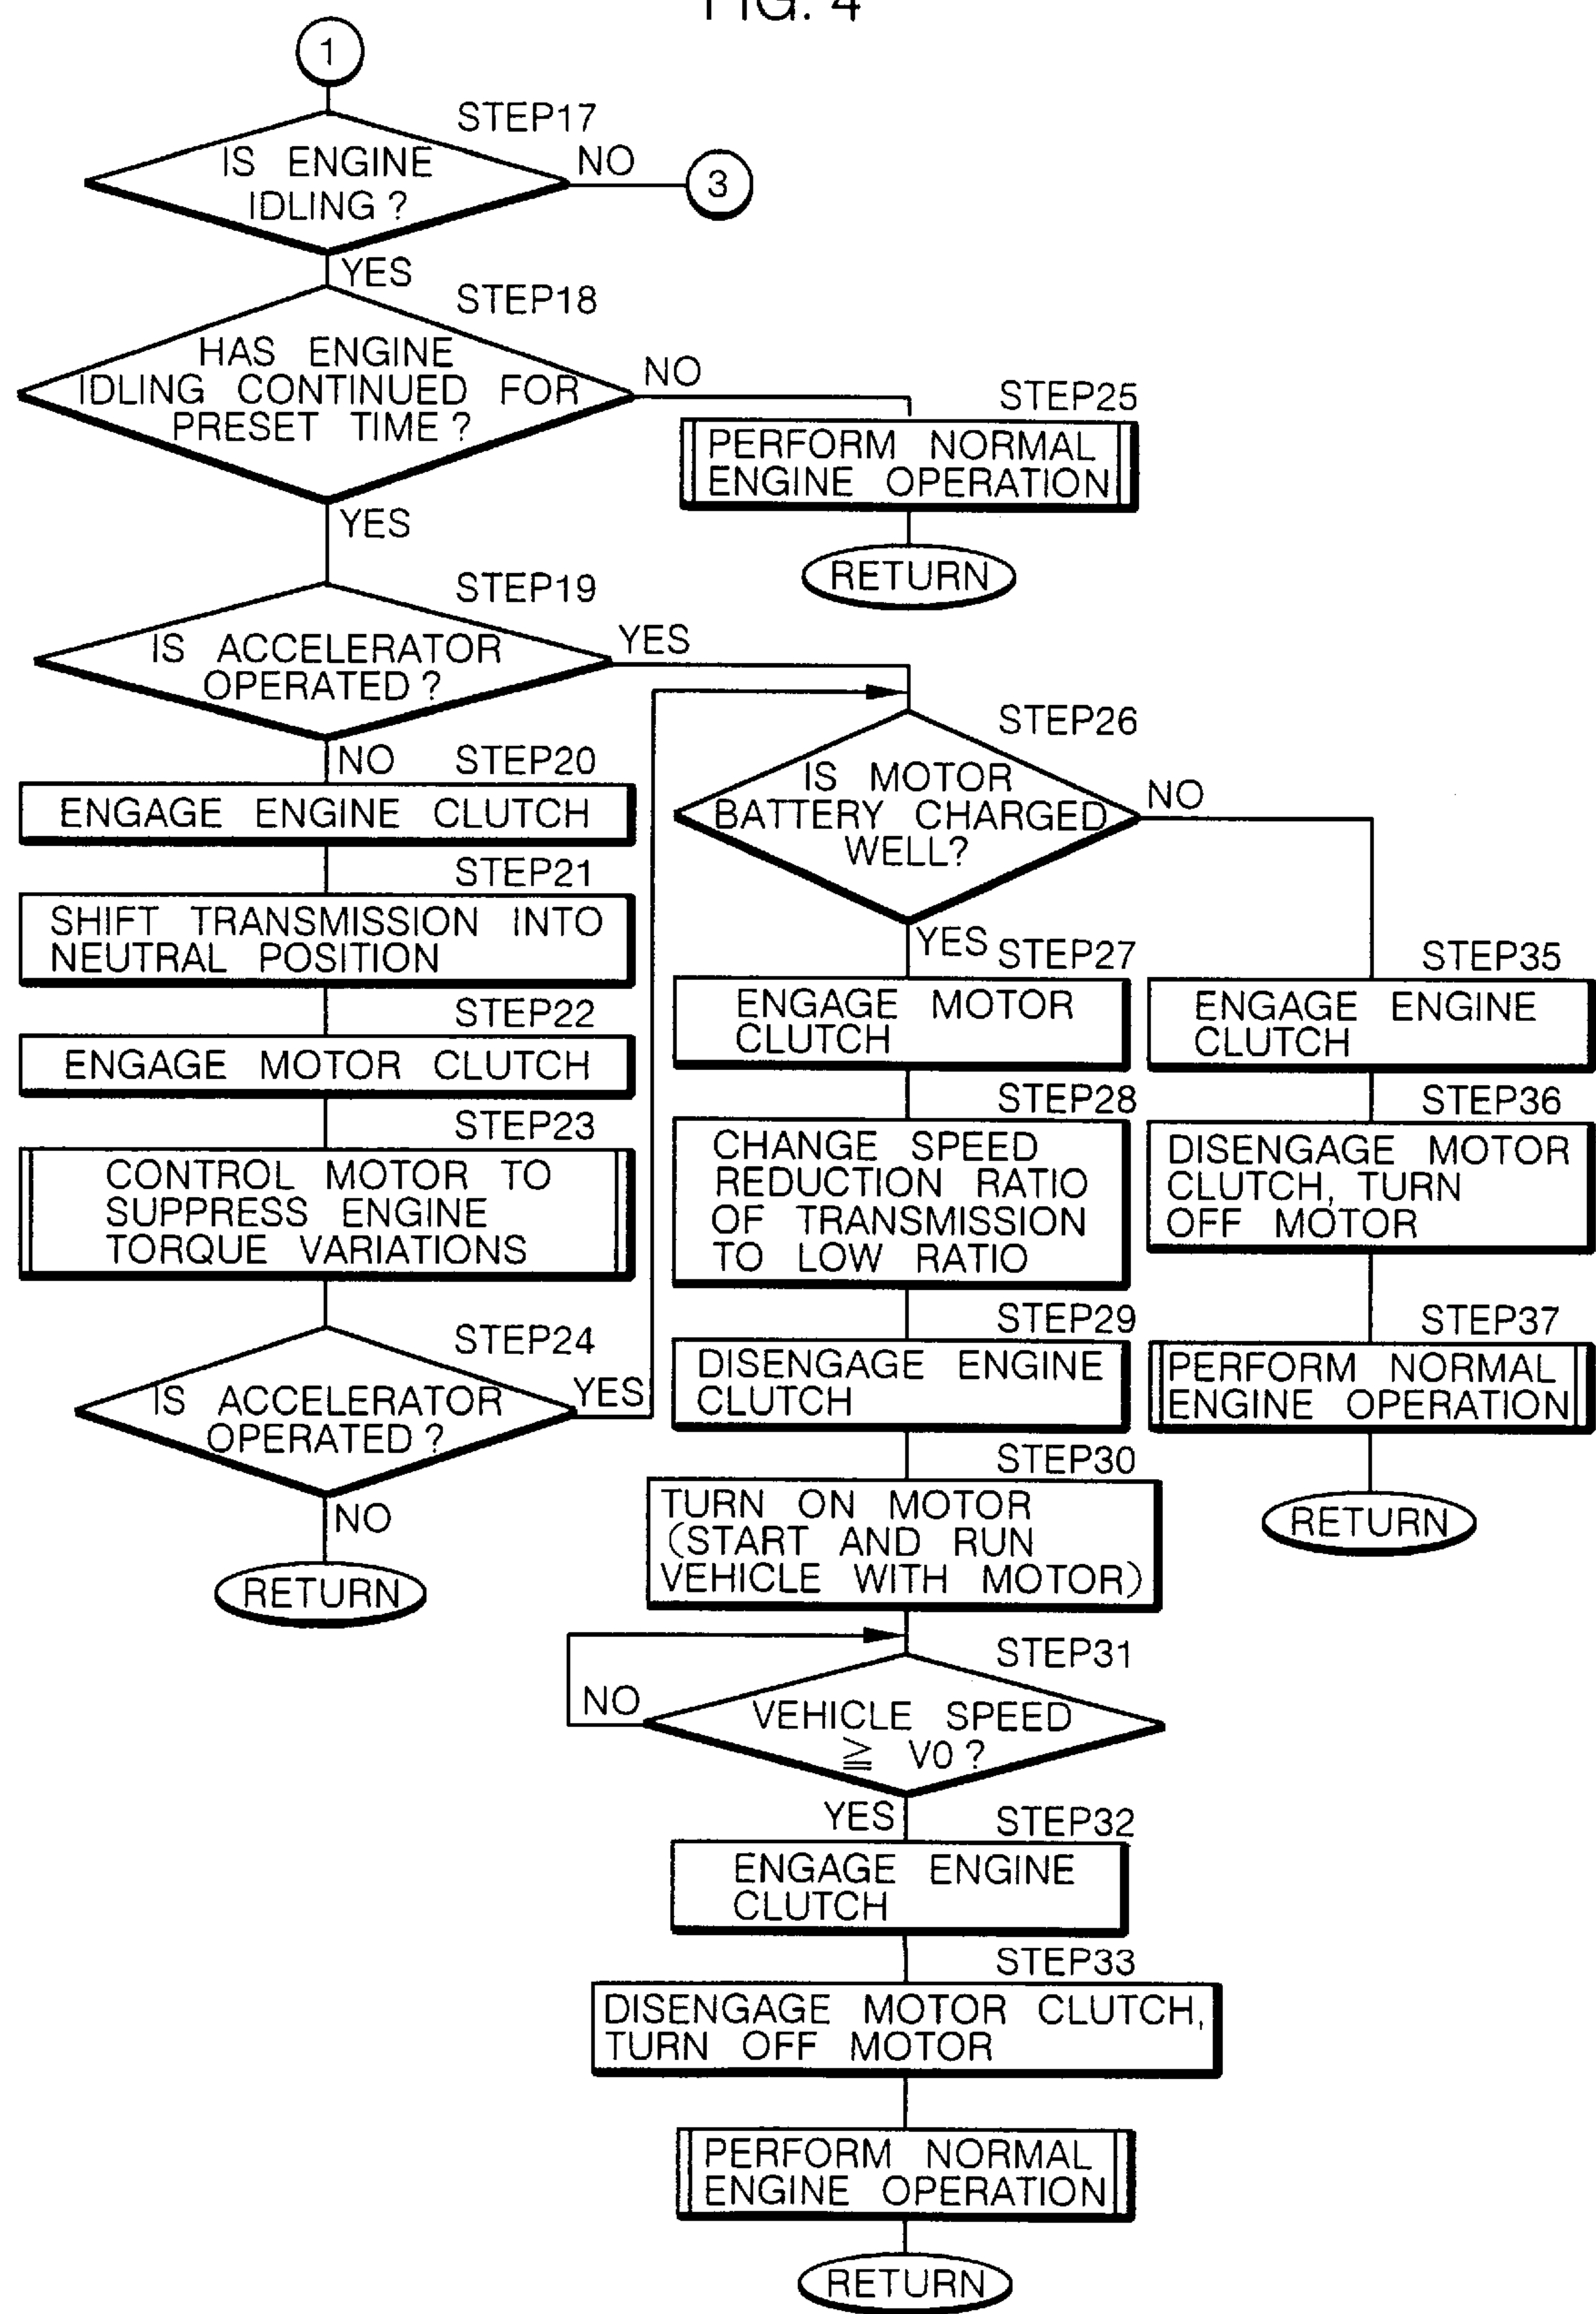 FIG. 4
1
STEP17
IS ENGINE
IDLING?
NO
3
YES
STEP18
HAS ENGINE
IDLING CONTINUED FOR
PRESET TIME?
NO
STEP25
PERFORM NORMAL
ENGINE OPERATION
RETURN
YES
STEP19
IS ACCELERATOR
OPERATED?
YES
NO
STEP20
ENGAGE ENGINE CLUTCH
STEP21
SHIFT TRANSMISSION INTO
NEUTRAL POSITION
STEP22
ENGAGE MOTOR CLUTCH
STEP23
CONTROL MOTOR TO
SUPPRESS ENGINE
TORQUE VARIATIONS
STEP24
IS ACCELERATOR
OPERATED?
YES
NO
RETURN
STEP26
IS MOTOR
BATTERY CHARGED
WELL?
NO
YES
STEP27
ENGAGE MOTOR
CLUTCH
STEP28
CHANGE SPEED
REDUCTION RATIO
OF TRANSMISSION
TO LOW RATIO
STEP29
DISENGAGE ENGINE
CLUTCH
STEP30
TURN ON MOTOR
(START AND RUN
VEHICLE WITH MOTOR)
STEP31
VEHICLE SPEED
≧ V0?
NO
YES
STEP32
ENGAGE ENGINE
CLUTCH
STEP33
DISENGAGE MOTOR CLUTCH,
TURN OFF MOTOR
PERFORM NORMAL
ENGINE OPERATION
RETURN
STEP35
ENGAGE ENGINE
CLUTCH
STEP36
DISENGAGE MOTOR
CLUTCH, TURN
OFF MOTOR
STEP37
PERFORM NORMAL
ENGINE OPERATION
RETURN